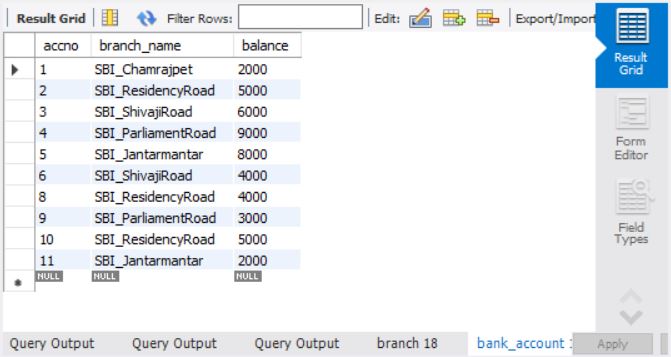 Result Grid Filter Rows: Edit: Export/Import
accno branch_name balance
1 SBI_Chamrajpet 2000
2 SBI_ResidencyRoad 5000
3 SBI_ShivajiRoad 6000
4 SBI_ParliamentRoad 9000
5 SBI_Jantarmantar 8000
6 SBI_ShivajiRoad 4000
8 SBI_ResidencyRoad 4000
9 SBI_ParliamentRoad 3000
10 SBI_ResidencyRoad 5000
11 SBI_Jantarmantar 2000
NULL NULL NULL
Result
Grid
Form
Editor
Field
Types
Query Output Query Output Query Output branch 18 bank_account Apply